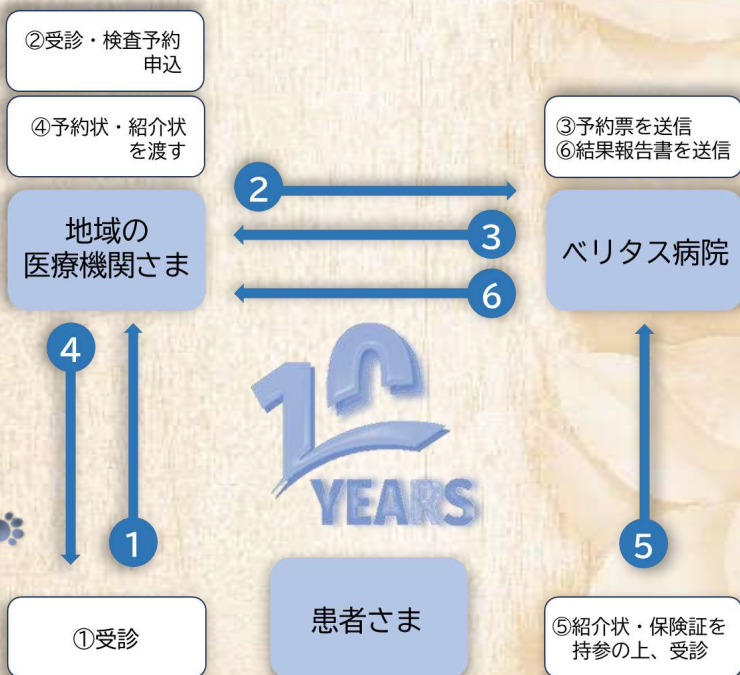 ②受診・検査予約
申込
④予約状・紹介状
を渡す
③予約票を送信
⑥結果報告書を送信
地域の
医療機関さま
ベリタス病院
2
3
6
4
1
5
10
YEARS
①受診
患者さま
⑤紹介状・保険証を
持参の上、受診